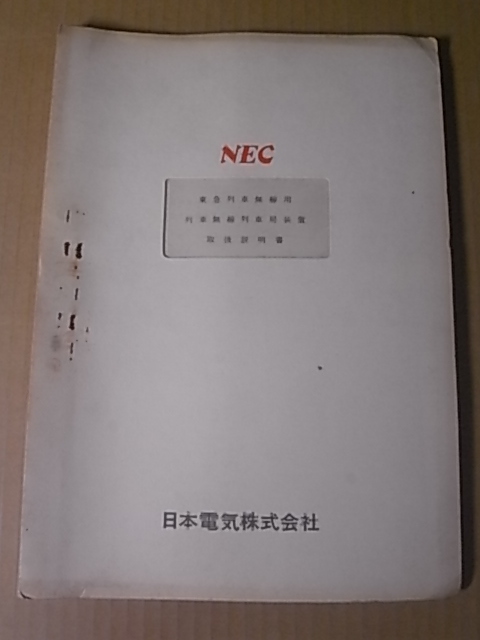 NEC
東急列車無線用
列車無線列車局装置
取扱説明書
日本電気株式会社